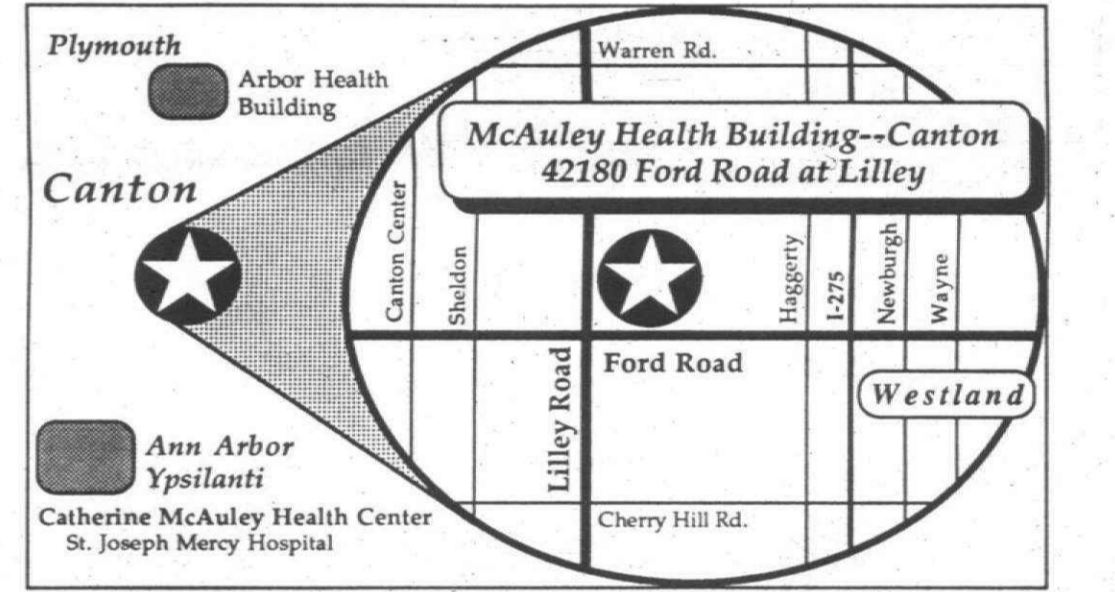 Plymouth
Arbor Health
Building
Canton
Warren Rd.
McAuley Health Building--Canton
42180 Ford Road at Lilley
Canton Center
Sheldon
Haggerty
I-275
Newburgh
Wayne
Lilley Road
Ford Road
Westland
Ann Arbor
Ypsilanti
Catherine McAuley Health Center
St. Joseph Mercy Hospital
Cherry Hill Rd.